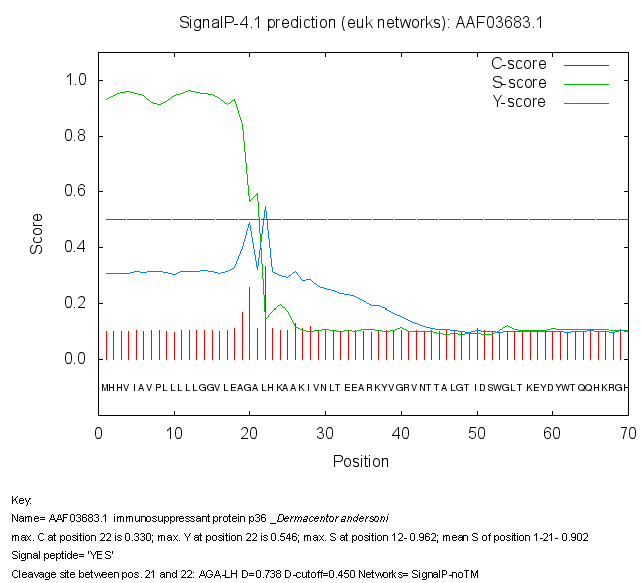 SignalP-4.1 prediction (euk networks): AAF03683.1
C-score
S-score
Y-score
1.0
0.8
0.6
0.4
0.2
0.0
Score
MHHVIAVPLLLLLGGVLEAGALHKAAKIVNLTEEARKYVGRVNTTALGTIDSWGLTKEYDYWTQQHKRGH
0 10 20 30 40 50 60 70
Position
Key:
Name= AAF03683.1 immunosuppressant protein p36 _Dermacentor andersoni
max. C at position 22 is 0.330; max. Y at position 22 is 0.546; max. S at position 12- 0.962; mean S of position 1-21- 0.902
Signal peptide= 'YES'
Cleavage site between pos. 21 and 22: AGA-LH D=0.738 D-cutoff=0.450 Networks= SignalP-noTM